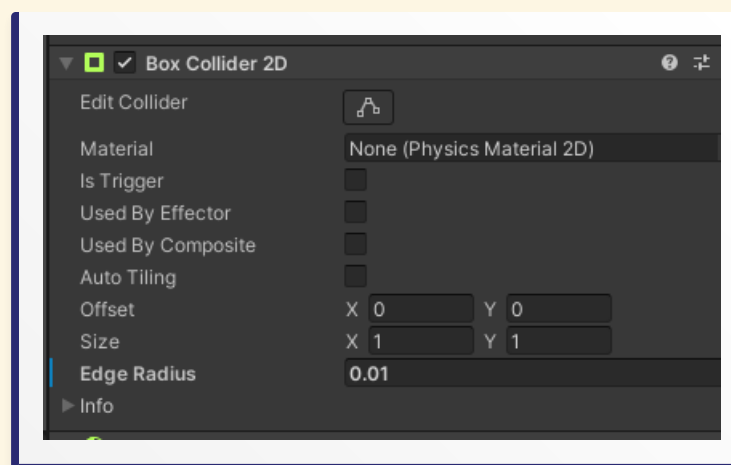 Box Collider 2D
Edit Collider
Material None (Physics Material 2D)
Is Trigger
Used By Effector
Used By Composite
Auto Tiling
Offset X 0 Y 0
Size X 1 Y 1
Edge Radius 0.01
Info